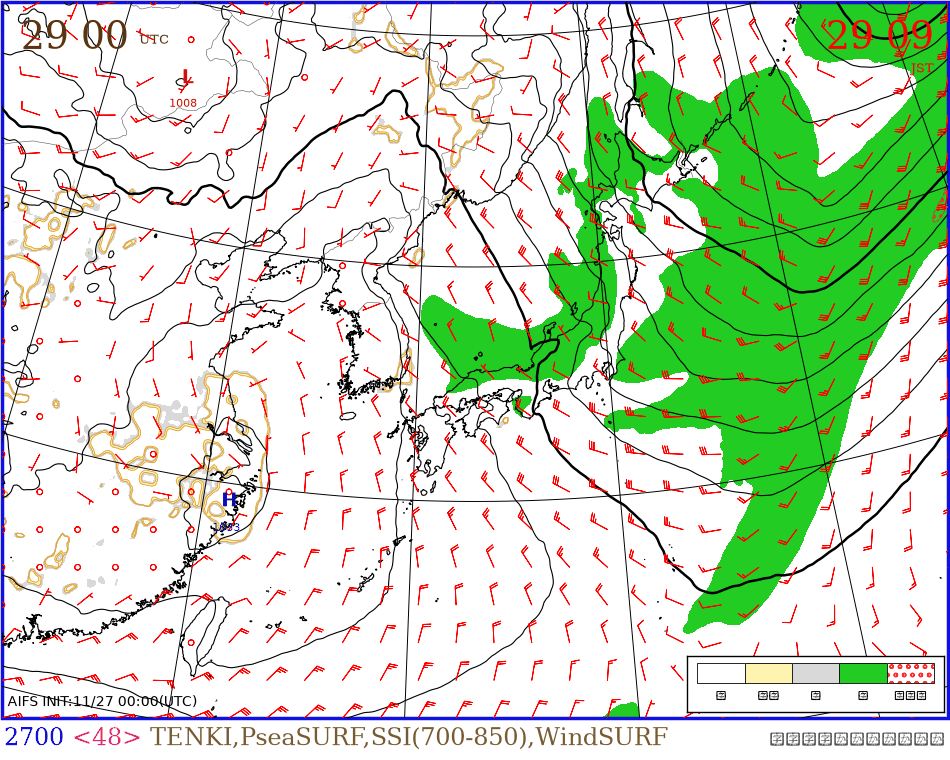 29 00 UTC
29 09
JST
L
1008
H
AIFS INIT:11/27 00:00(UTC)
2700 <48> TENKI,PseaSURF,SSI(700-850),WindSURF